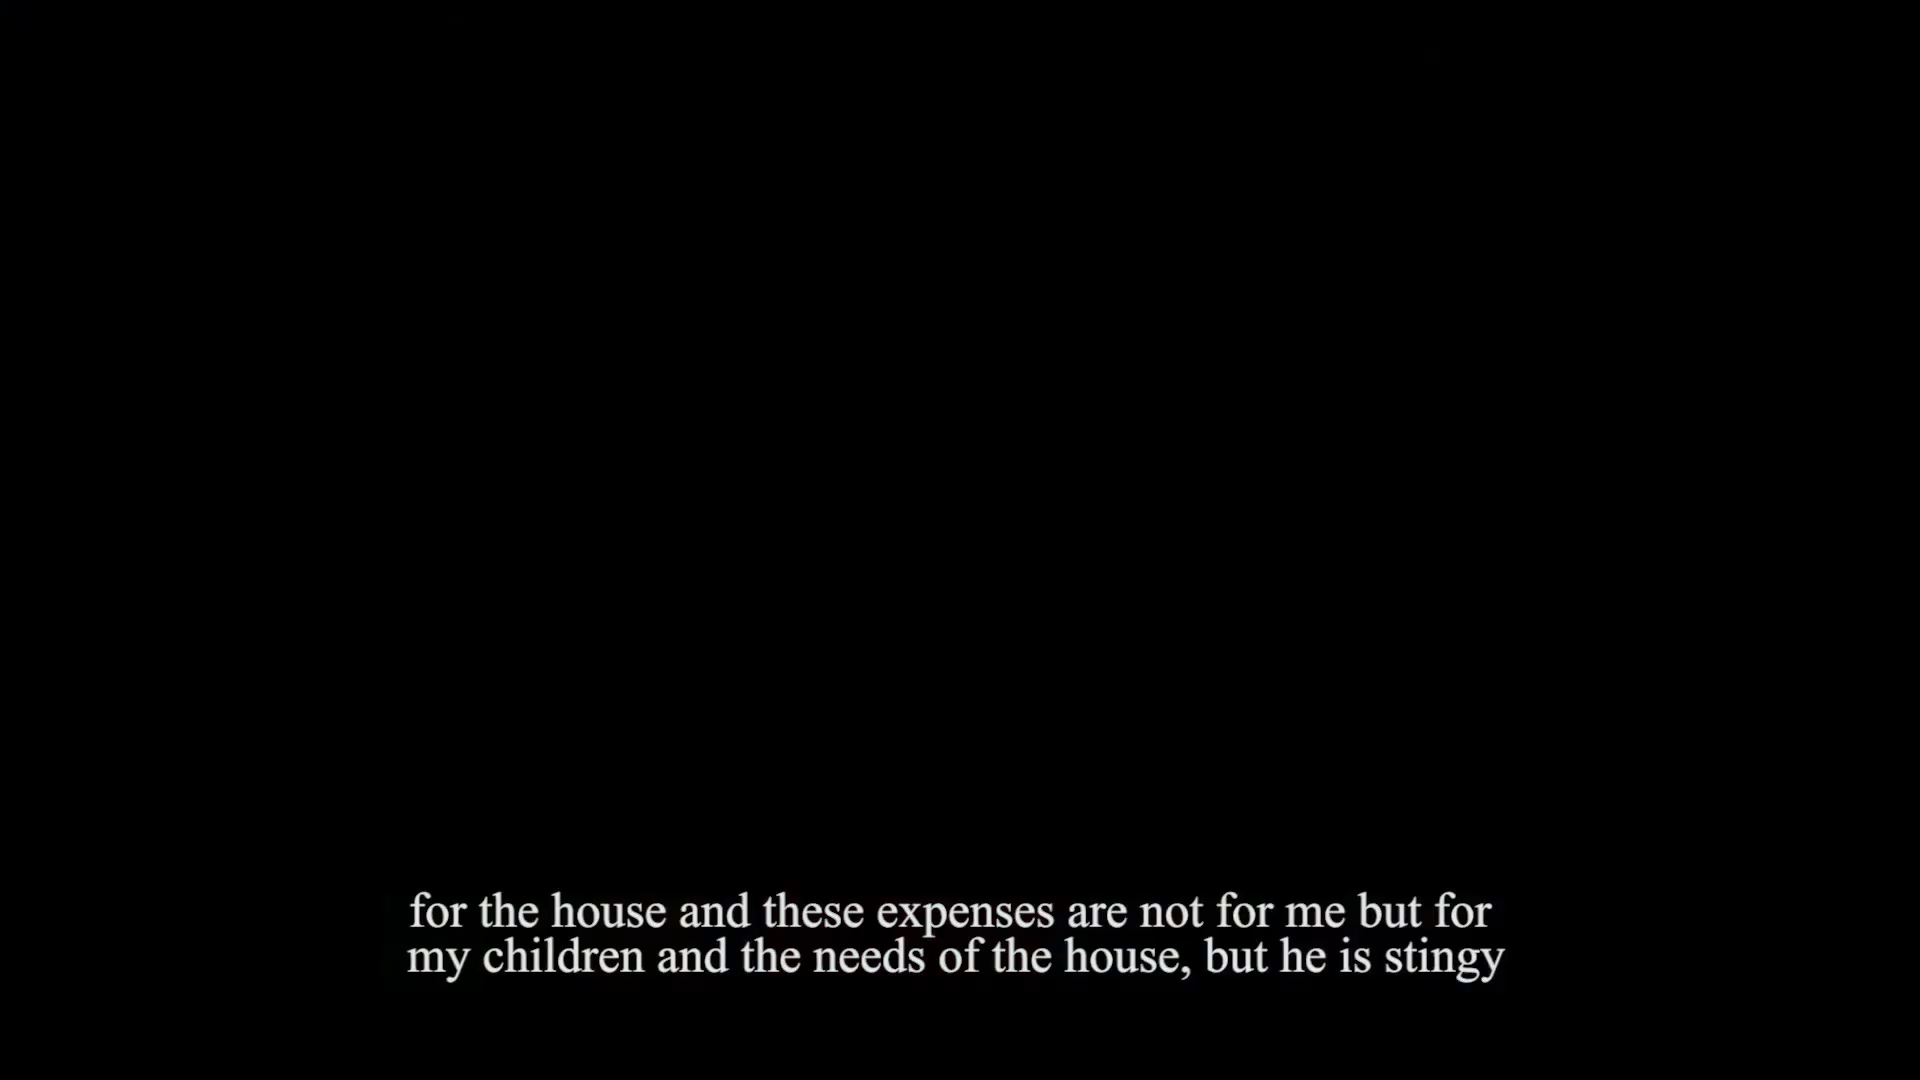 for the house and these expenses are not for me but for
my children and the needs of the house, but he is stingy